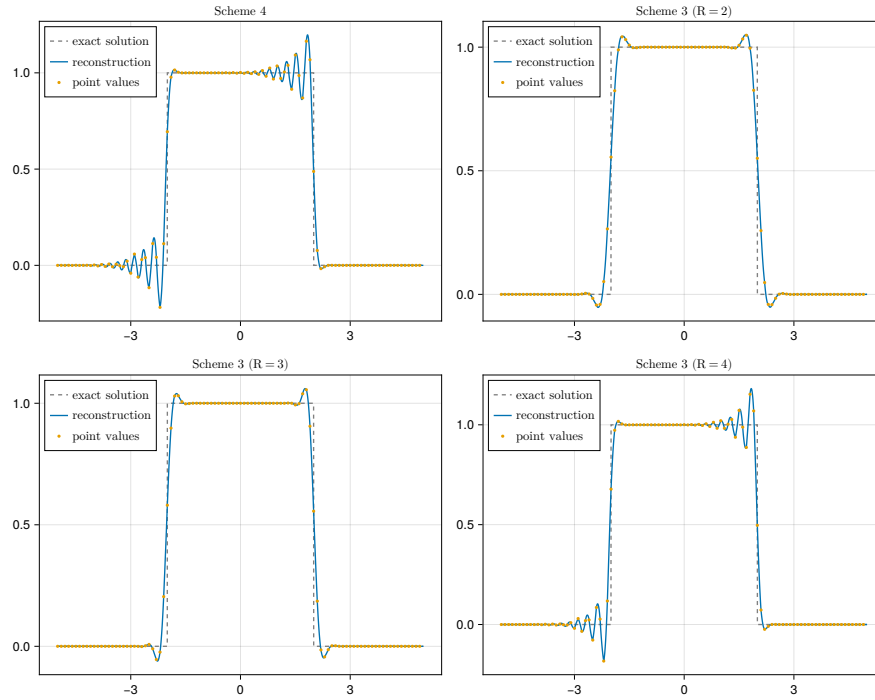 Scheme 4
exact solution
reconstruction
point values
1.0
0.5
0.0
−3
0
3
Scheme 3 (R = 2)
exact solution
reconstruction
point values
1.0
0.5
0.0
−3
0
3
Scheme 3 (R = 3)
exact solution
reconstruction
point values
1.0
0.5
0.0
−3
0
3
Scheme 3 (R = 4)
exact solution
reconstruction
point values
1.0
0.5
0.0
−3
0
3